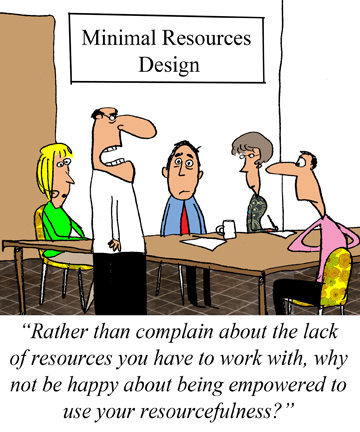 Minimal Resources
Design
“Rather than complain about the lack
of resources you have to work with, why
not be happy about being empowered to
use your resourcefulness?”